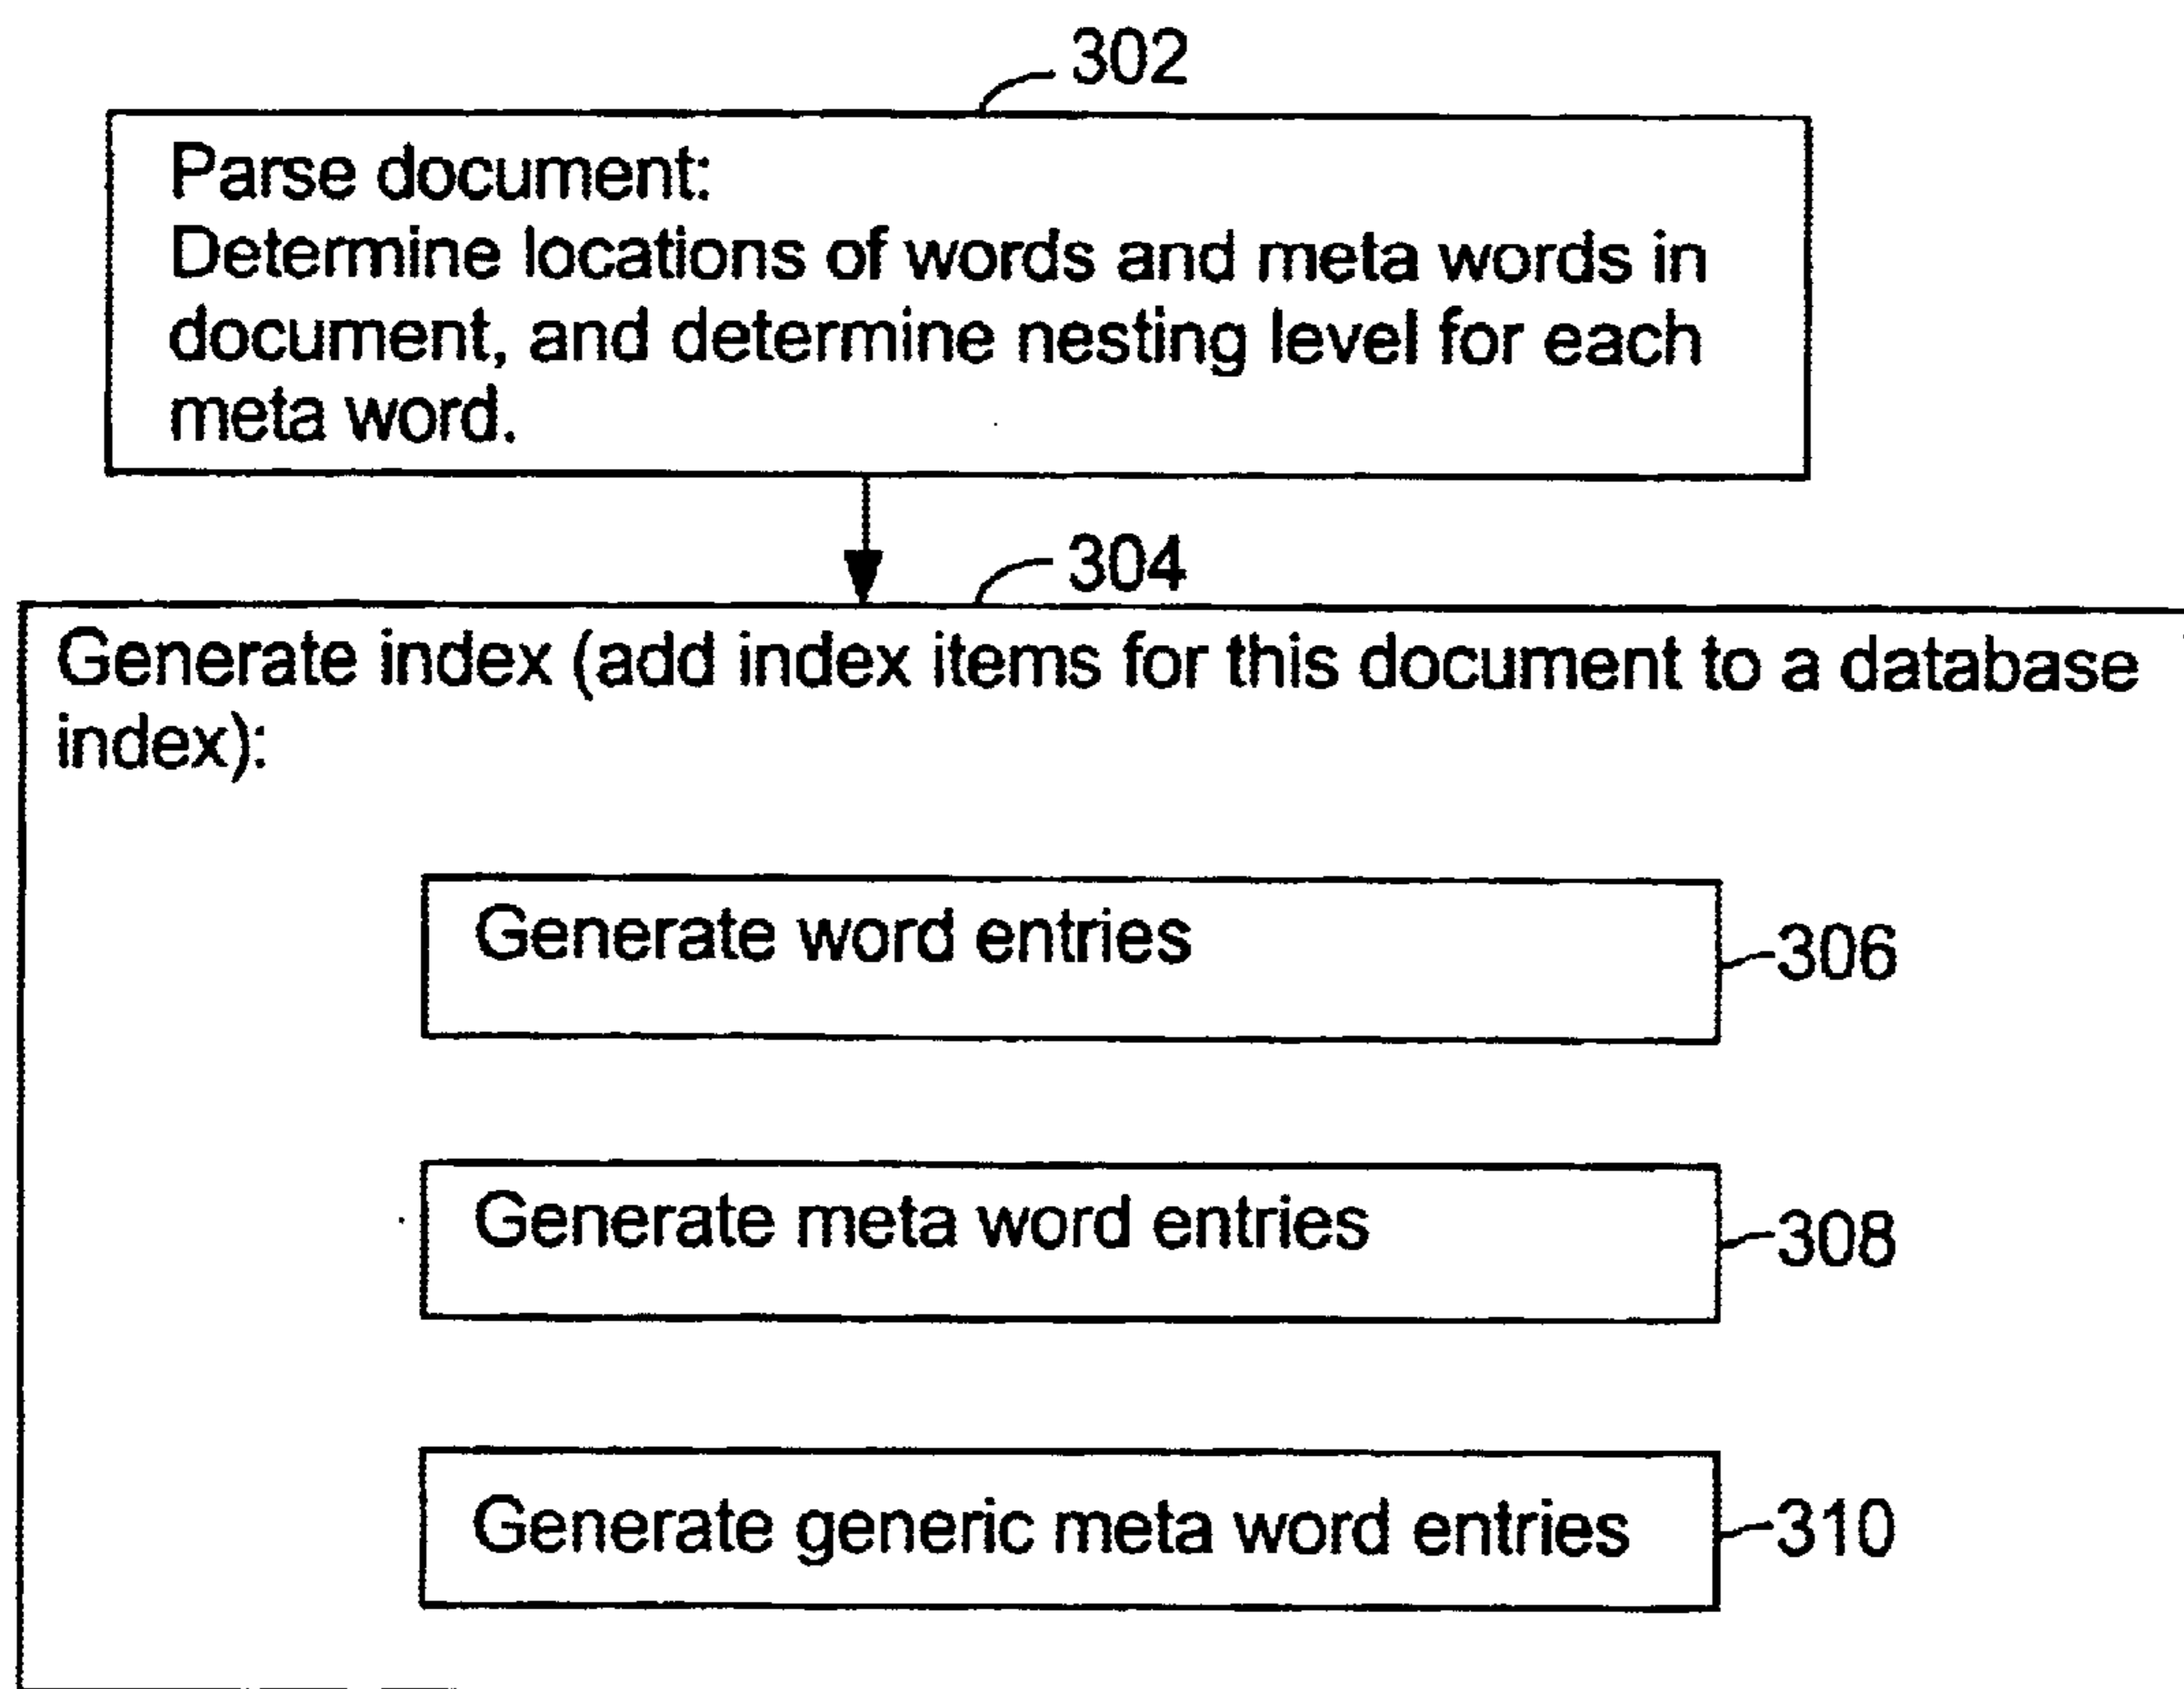 302
Parse document:
Determine locations of words and meta words in
document, and determine nesting level for each
meta word.
304
Generate index (add index items for this document to a database
index):
Generate word entries
306
Generate meta word entries
308
Generate generic meta word entries
310